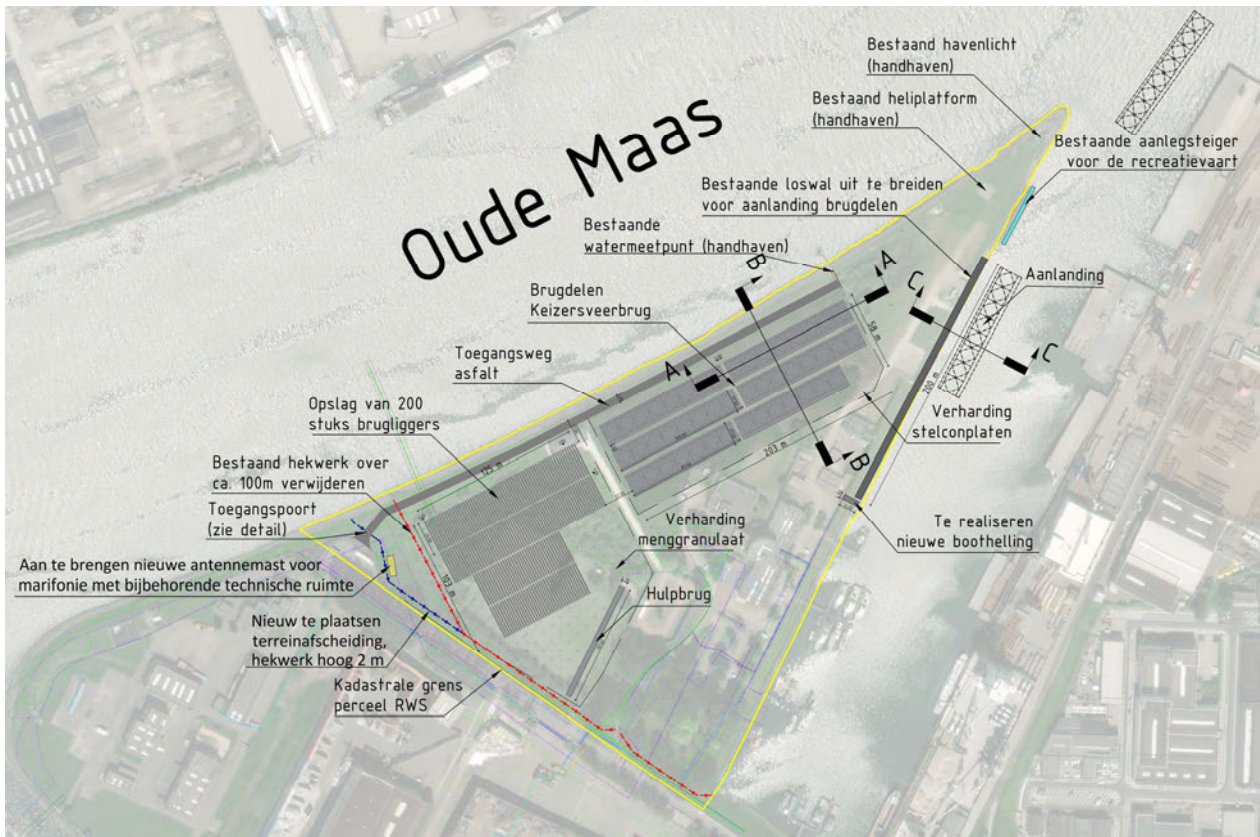 Bestaand havenlicht
(handhaven)
Bestaand heliplatform
(handhaven)
Bestaande aanlegsteiger
voor de recreatievaart
Oude Maas
Bestaande loswal uit te breiden
voor aanlanding brugdelen
Bestaande
watermeetpunt (handhaven)
B
A
C
Aanlanding
Brugdelen
Keizersveerbrug
58 m
Toegangsweg
asfalt
A
C
200 m
Opslag van 200
stuks brugliggers
Verharding
stelconplaten
203 m
B
Bestaand hekwerk over
ca. 100m verwijderen
125 m
Toegangspoort
(zie detail)
Verharding
menggranulaat
Te realiseren
nieuwe boothelling
Aan te brengen nieuwe antennemast voor
marifonie met bijbehorende technische ruimte
103 m
Hulpbrug
Nieuw te plaatsen
terreinafscheiding,
hekwerk hoog 2 m
Kadastrale grens
perceel RWS